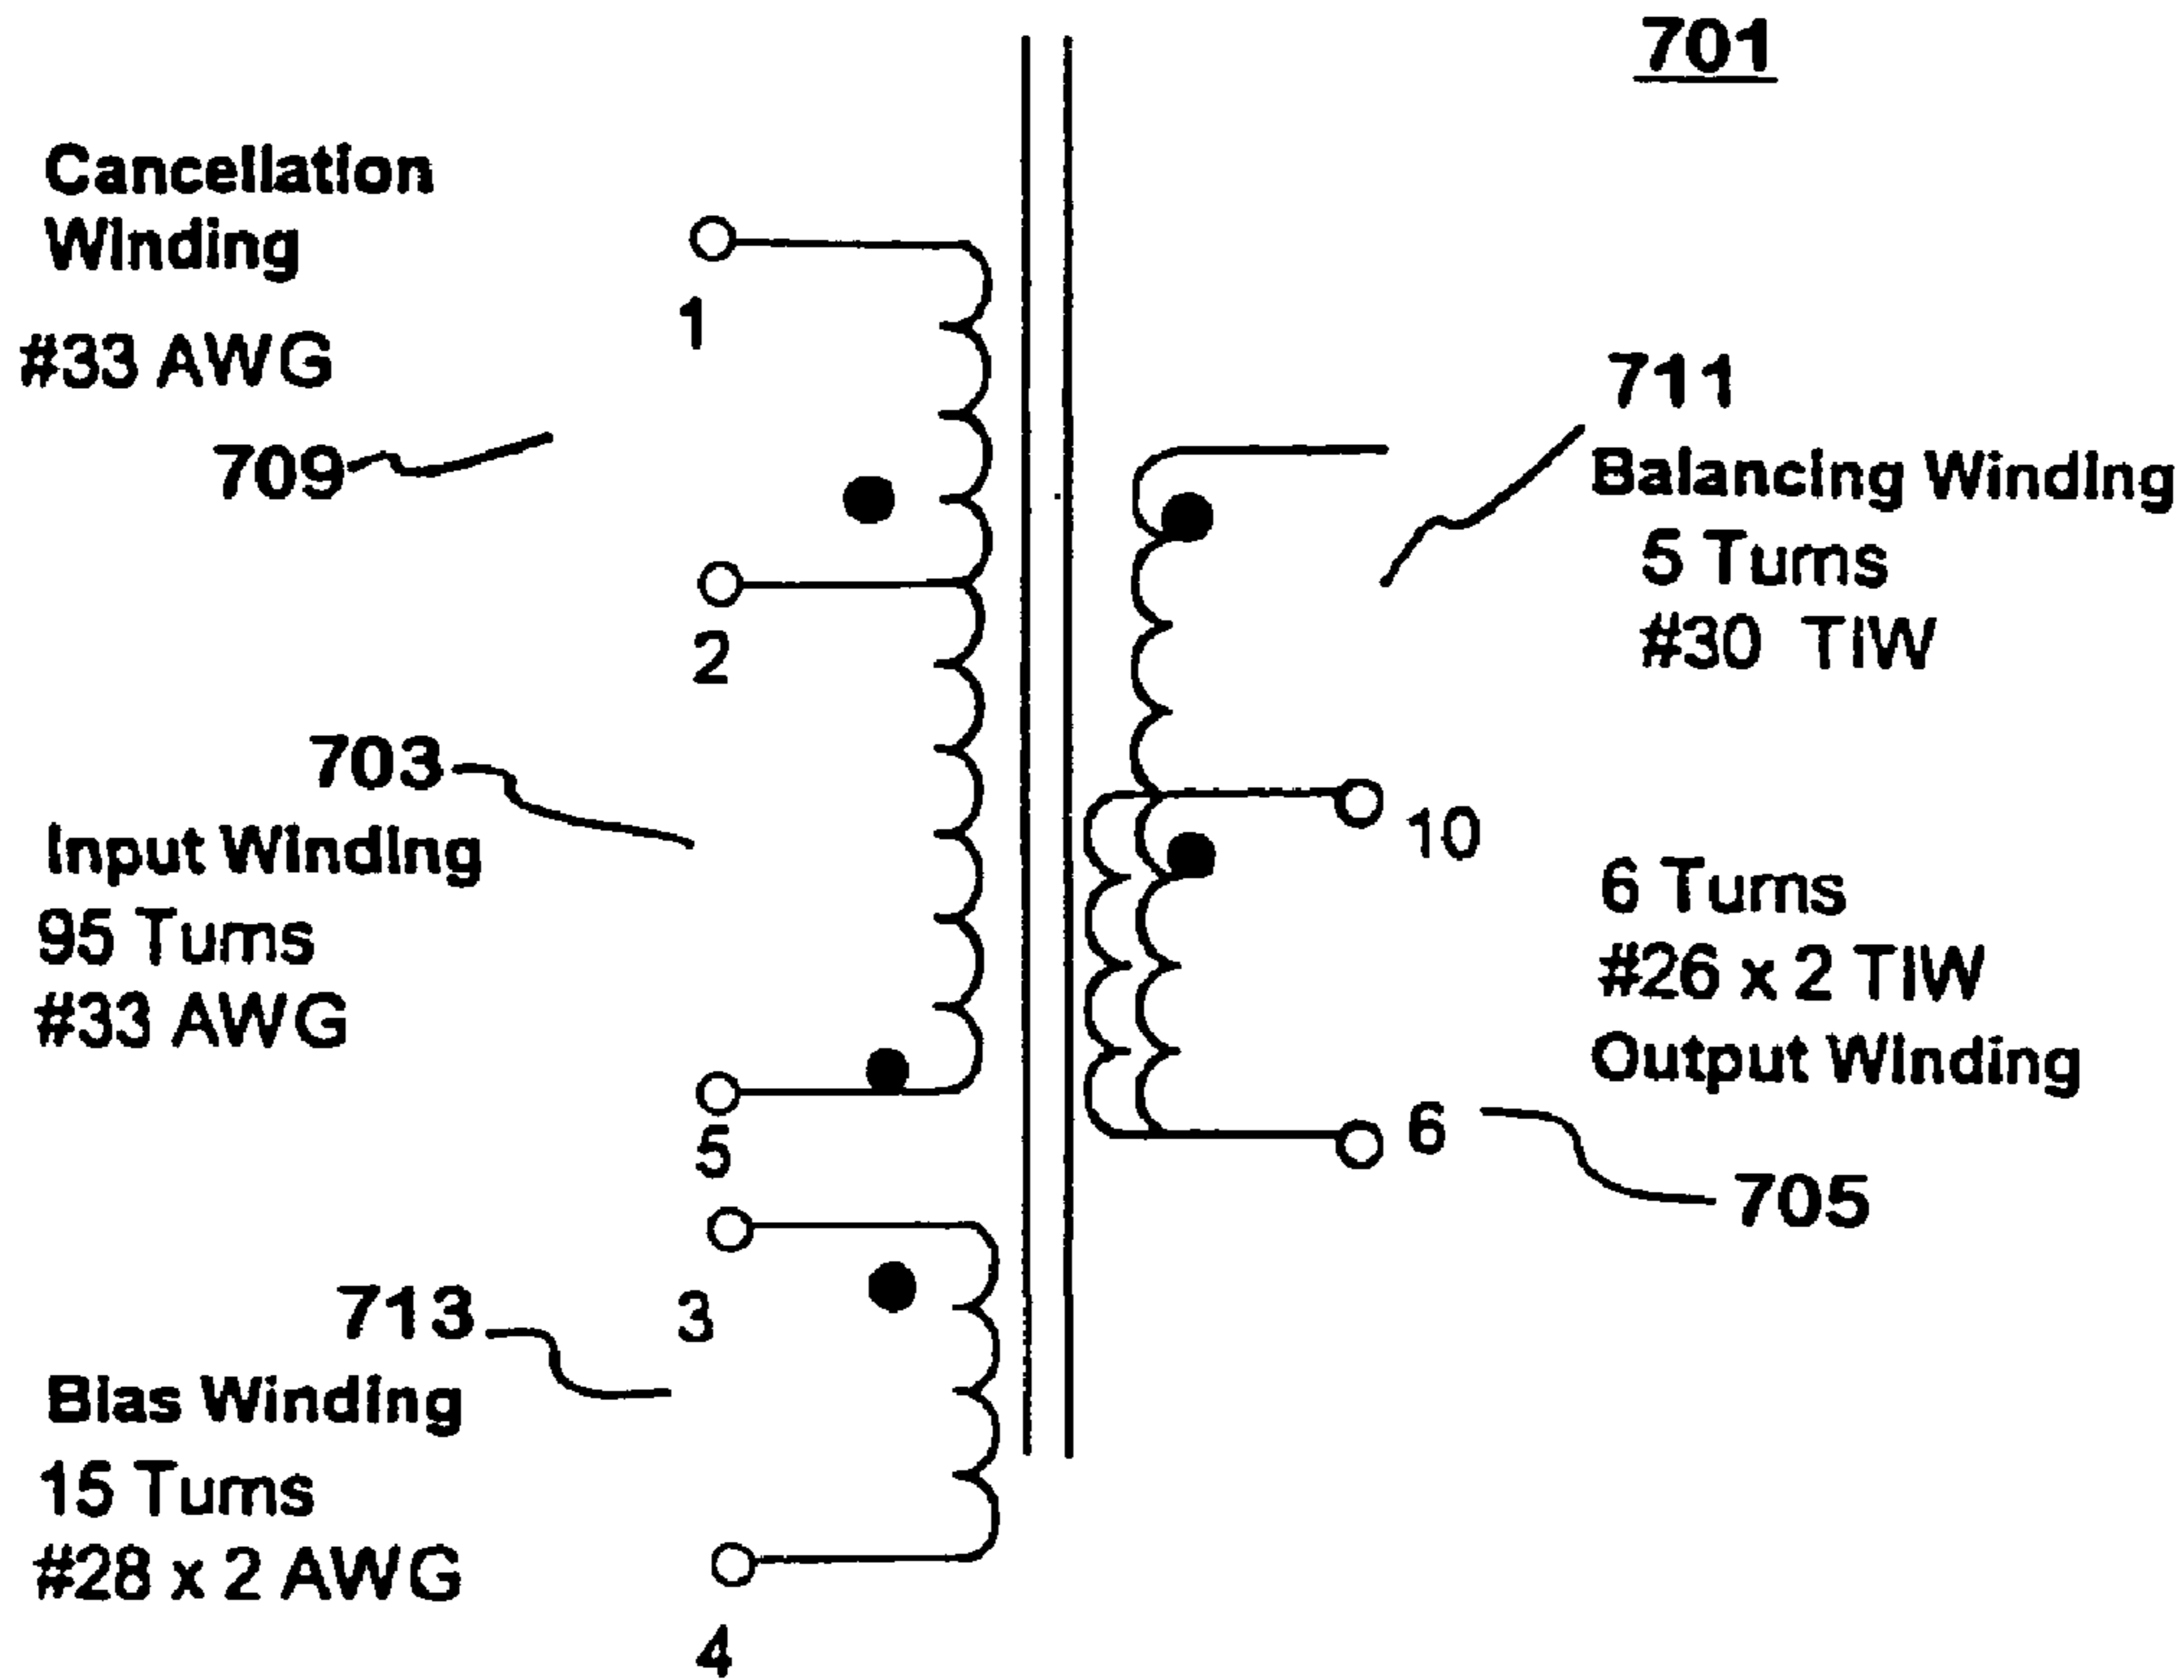 701
Cancellation
Winding
#33 AWG
709
1
2
703
Input Winding
95 Turns
#33 AWG
5
3
713
Bias Winding
15 Turns
#28 x 2 AWG
4
711
Balancing Winding
5 Turns
#30 TIW
10
6 Turns
#26 x 2 TIW
Output Winding
6
705